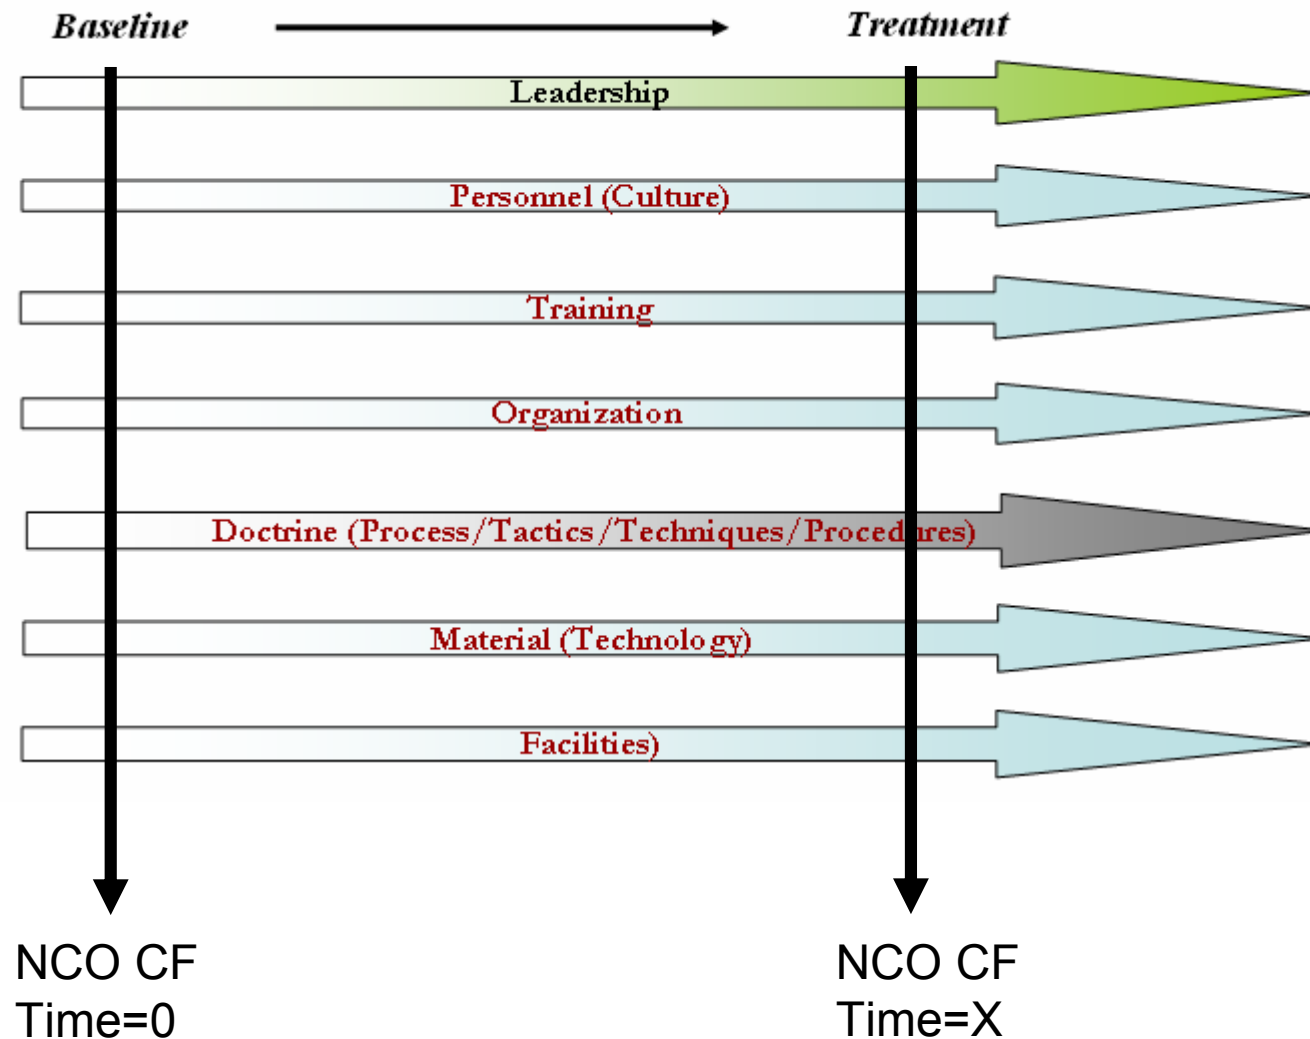 Baseline Treatment
Leadership
Personnel (Culture)
Training
Organization
Doctrine (Process/Tactics/Techniques/Procedures)
Material (Technology)
Facilities)
NCO CF NCO CF
Time=0 Time=X